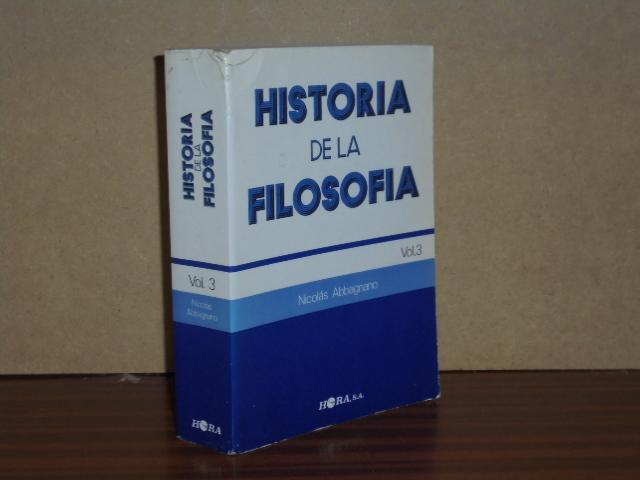 HISTORIA
DE LA
FILOSOFIA
Vol. 3
Nicolás
Abbagnano
HORA
HISTORIA
DE LA
FILOSOFIA
Vol.3
Nicolás Abbagnano
HORA, S.A.